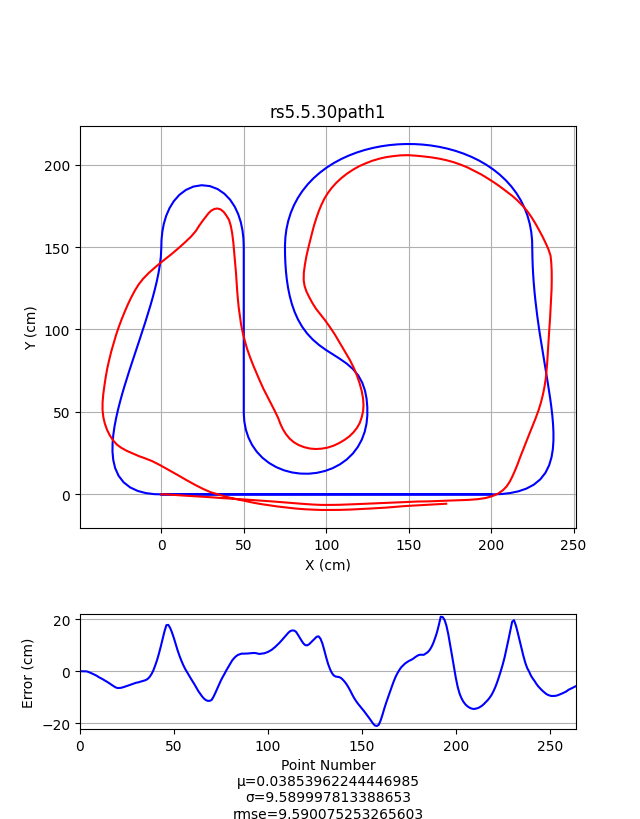 rs5.5.30path1
Y (cm)
200
150
100
50
0
0 50 100 150 200 250
X (cm)
Error (cm)
20
0
−20
0 50 100 150 200 250
Point Number
μ=0.03853962244446985
σ=9.589997813388653
rmse=9.590075253265603